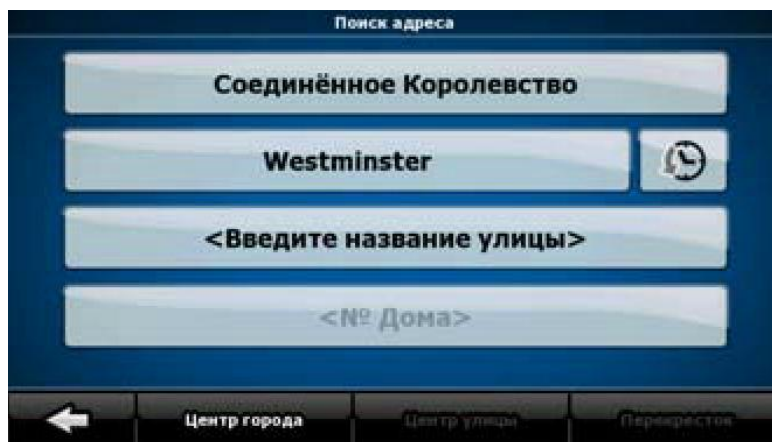 Поиск адреса
Соединённое Королевство
Westminster
<Введите название улицы>
<№ Дома>
Центр города
Центр улицы
Перекресток